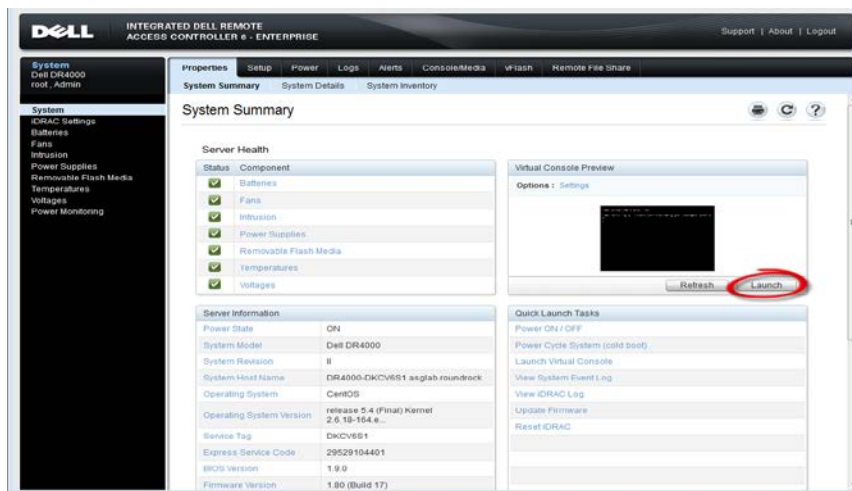 DELL
INTEGRATED DELL REMOTE
ACCESS CONTROLLER 6 - ENTERPRISE
Support | About | Logout
System
Dell DR4000
root , Admin
Properties Setup Power Logs Alerts Console/Media vFlash Remote File Share
System Summary System Details System Inventory
System
iDRAC Settings
Batteries
Fans
Intrusion
Power Supplies
Removable Flash Media
Temperatures
Voltages
Power Monitoring
System Summary
?
Server Health
Status Component
Batteries
Fans
Intrusion
Power Supplies
Removable Flash Media
Temperatures
Voltages
Virtual Console Preview
Options : Settings
Refresh Launch
Server Information
Power State ON
System Model Dell DR4000
System Revision II
System Host Name DR4000-DKCV6S1.asglab.roundrock
Operating System CentOS
Operating System Version release 5.4 (Final) Kernel 2.6.18-164.e...
Service Tag DKCV6S1
Express Service Code 29529104401
BIOS Version 1.9.0
Firmware Version 1.80 (Build 17)
Quick Launch Tasks
Power ON / OFF
Power Cycle System (cold boot)
Launch Virtual Console
View System Event Log
View iDRAC Log
Update Firmware
Reset iDRAC